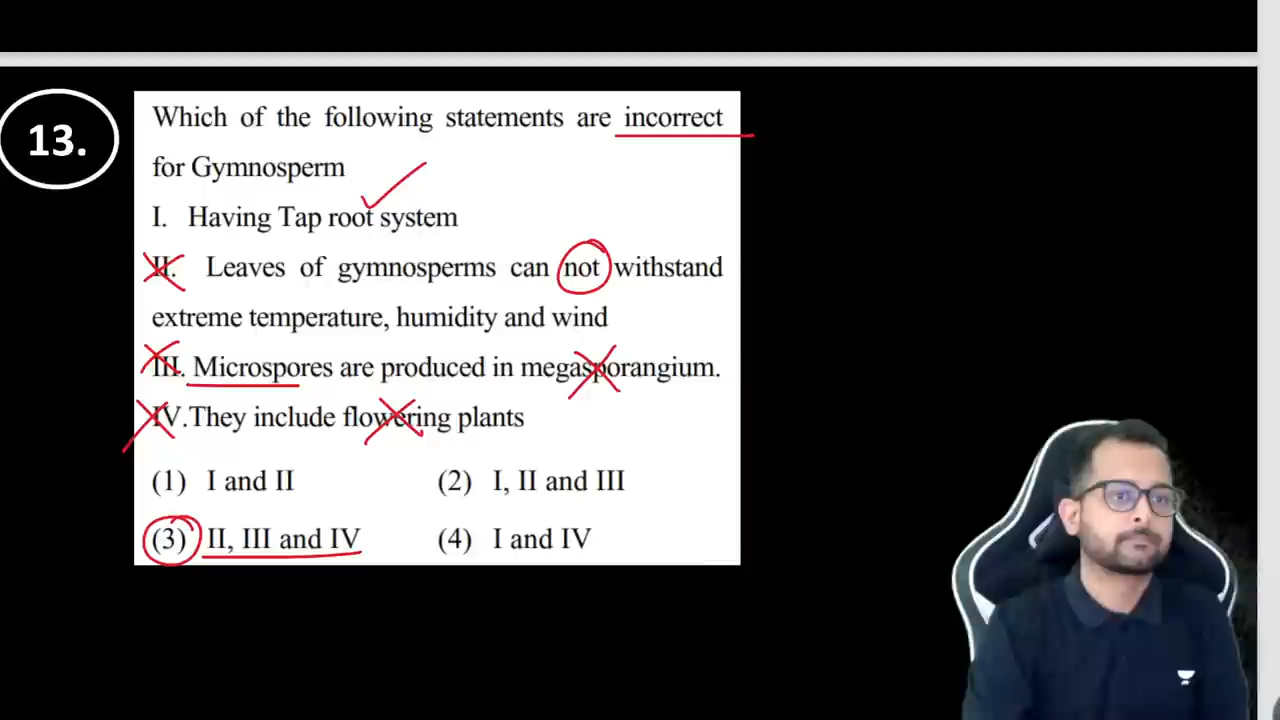 13.
Which of the following statements are incorrect
for Gymnosperm
I. Having Tap root system
II. Leaves of gymnosperms can not withstand
extreme temperature, humidity and wind
III. Microspores are produced in megasporangium.
IV.They include flowering plants
(1) I and II (2) I, II and III
(3) II, III and IV (4) I and IV